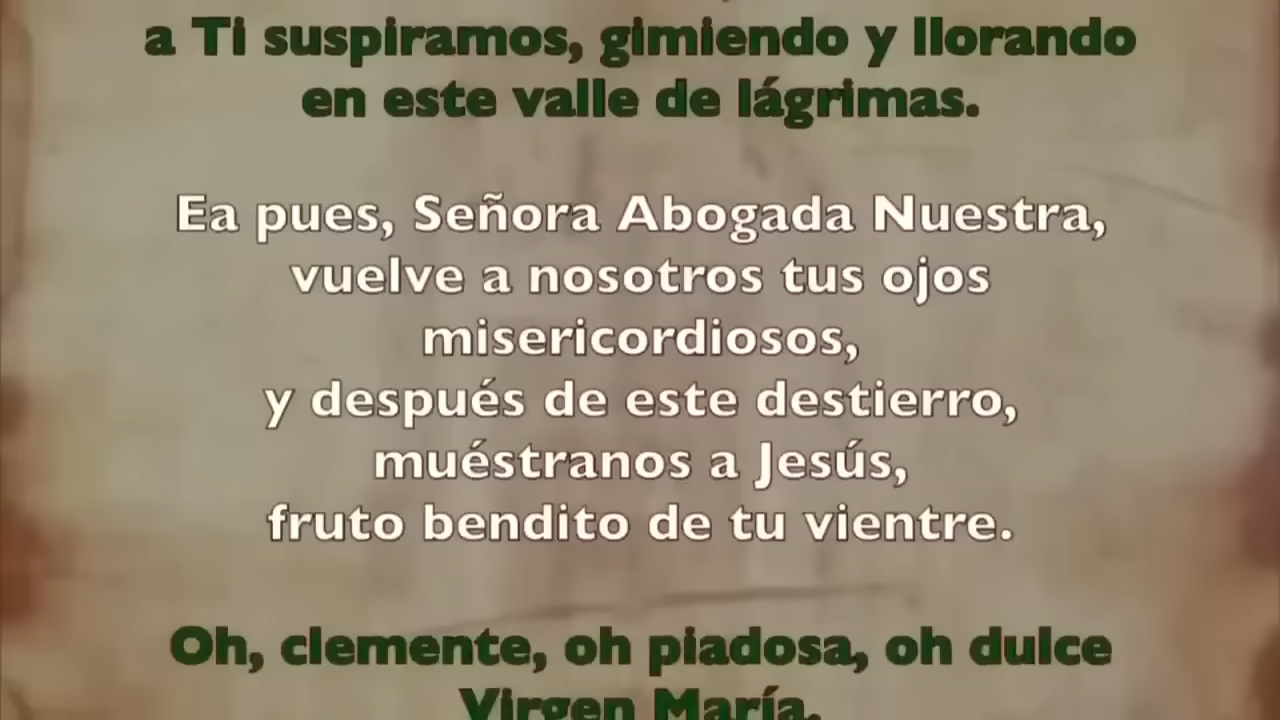 a Ti suspiramos, gimiendo y llorando
en este valle de lágrimas.
Ea pues, Señora Abogada Nuestra,
vuelve a nosotros tus ojos
misericordiosos,
y después de este destierro,
muéstranos a Jesús,
fruto bendito de tu vientre.
Oh, clemente, oh piadosa, oh dulce
Virgen María.